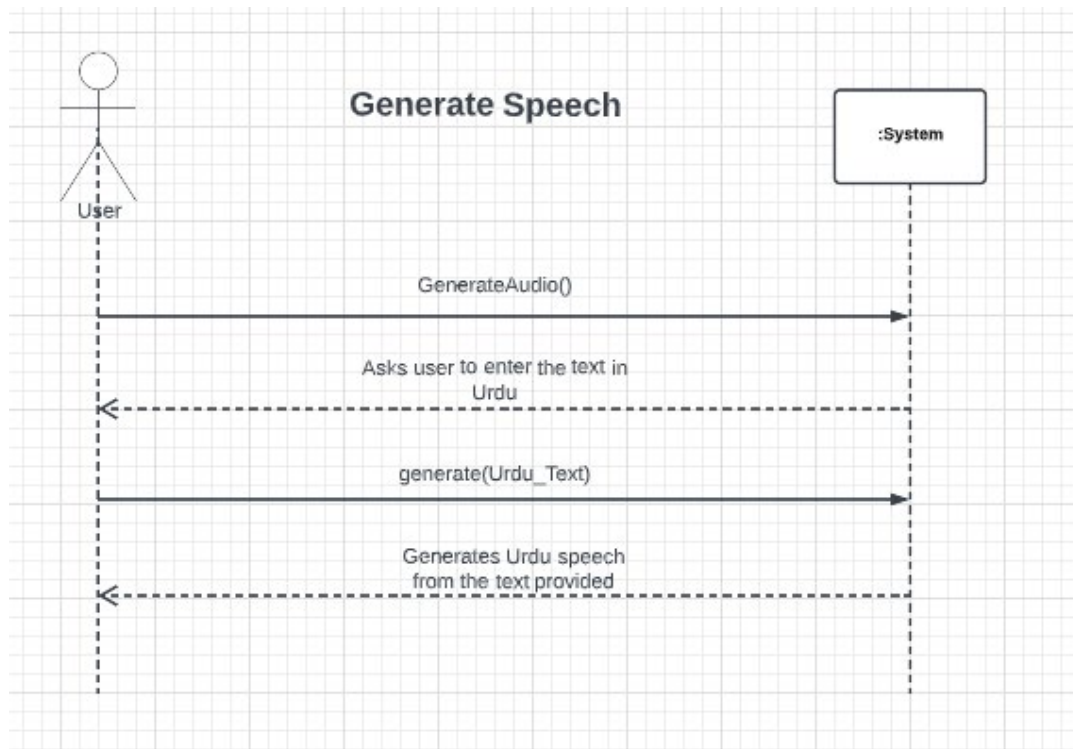 Generate Speech
:System
User
GenerateAudio()
Asks user to enter the text in
Urdu
generate(Urdu_Text)
Generates Urdu speech
from the text provided